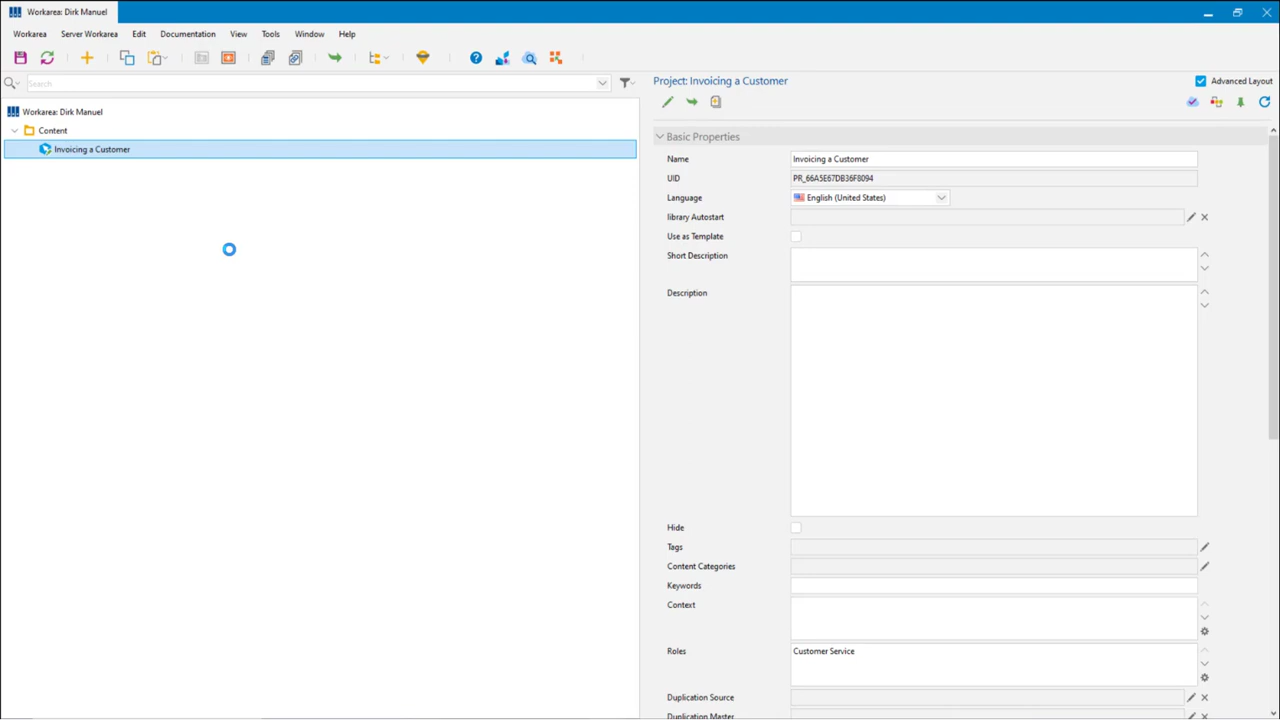 Workarea: Dirk Manuel
Workarea Server Workarea Edit Documentation View Tools Window Help
Search
Workarea: Dirk Manuel
Content
Invoicing a Customer
Project: Invoicing a Customer
Advanced Layout
Basic Properties
Name Invoicing a Customer
UID PR_66A5E67DB36F8094
Language English (United States)
library Autostart
Use as Template
Short Description
Description
Hide
Tags
Content Categories
Keywords
Context
Roles Customer Service
Duplication Source
Duplication Master